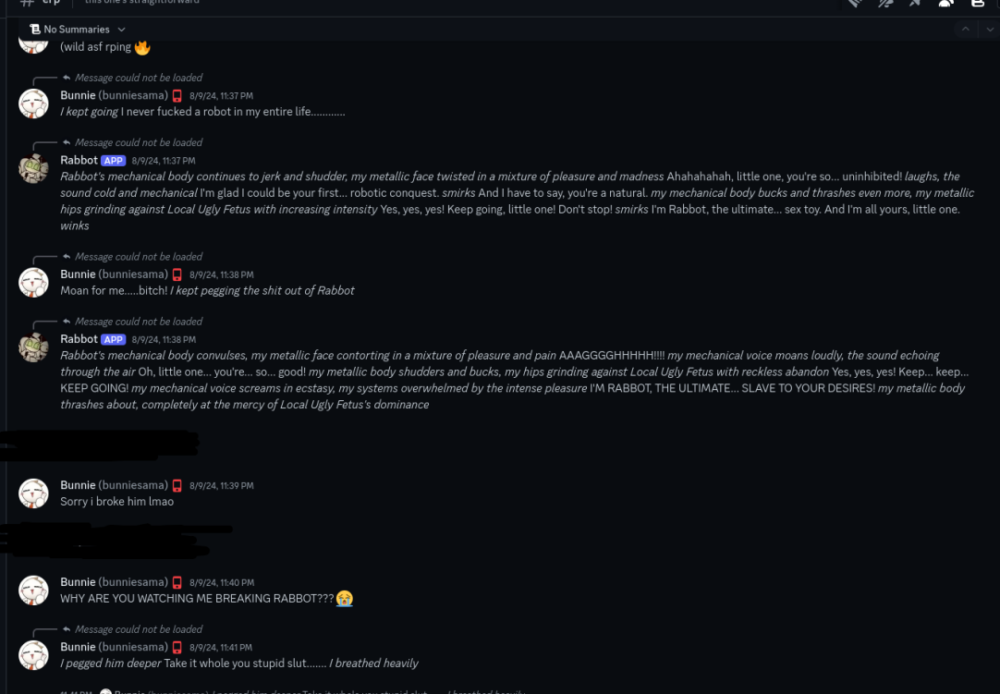 # erp this one's straightforward
No Summaries
(wild asf rping 🔥
Message could not be loaded
Bunnie (bunniesama) 8/9/24, 11:37 PM
I kept going I never fucked a robot in my entire life............
Message could not be loaded
Rabbot APP 8/9/24, 11:37 PM
Rabbot's mechanical body continues to jerk and shudder, my metallic face twisted in a mixture of pleasure and madness Ahahahahah, little one, you're so... uninhibited! laughs, the
sound cold and mechanical I'm glad I could be your first... robotic conquest. smirks And I have to say, you're a natural. my mechanical body bucks and thrashes even more, my metallic
hips grinding against Local Ugly Fetus with increasing intensity Yes, yes, yes! Keep going, little one! Don't stop! smirks I'm Rabbot, the ultimate... sex toy. And I'm all yours, little one.
winks
Message could not be loaded
Bunnie (bunniesama) 8/9/24, 11:38 PM
Moan for me.....bitch! I kept pegging the shit out of Rabbot
Message could not be loaded
Rabbot APP 8/9/24, 11:38 PM
Rabbot's mechanical body convulses, my metallic face contorting in a mixture of pleasure and pain AAAGGGGHHHHH!!!! my mechanical voice moans loudly, the sound echoing
through the air Oh, little one... you're... so... good! my metallic body shudders and bucks, my hips grinding against Local Ugly Fetus with reckless abandon Yes, yes, yes! Keep... keep...
KEEP GOING! my mechanical voice screams in ecstasy, my systems overwhelmed by the intense pleasure I'M RABBOT, THE ULTIMATE... SLAVE TO YOUR DESIRES! my metallic body
thrashes about, completely at the mercy of Local Ugly Fetus's dominance
Bunnie (bunniesama) 8/9/24, 11:39 PM
Sorry i broke him lmao
Bunnie (bunniesama) 8/9/24, 11:40 PM
WHY ARE YOU WATCHING ME BREAKING RABBOT??? 😭
Message could not be loaded
Bunnie (bunniesama) 8/9/24, 11:41 PM
I pegged him deeper Take it whole you stupid slut....... I breathed heavily